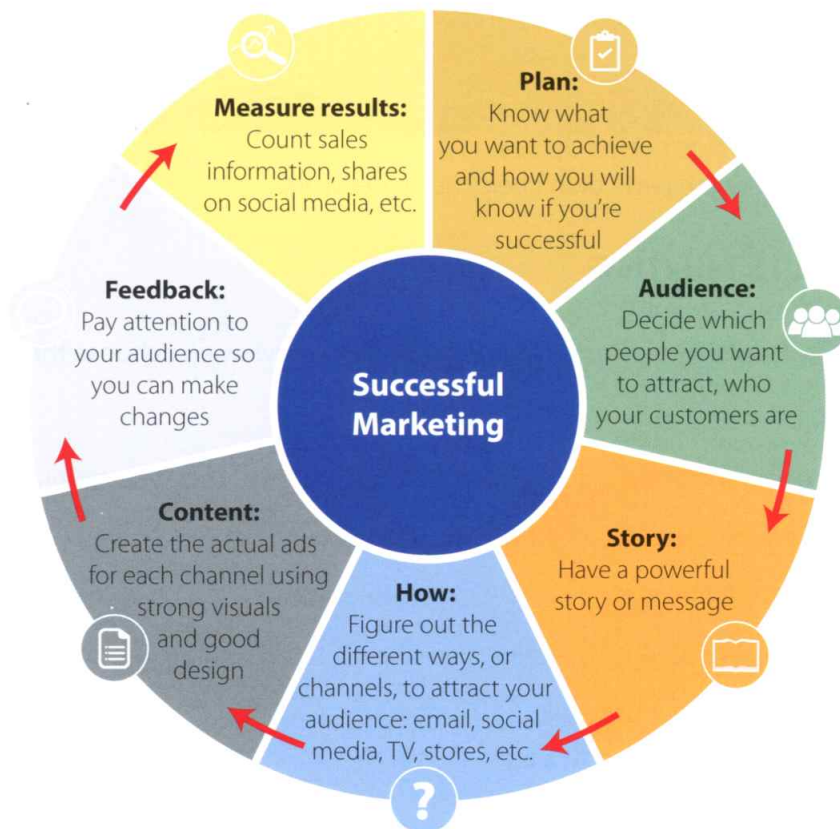 Successful
Marketing
Plan:
Know what
you want to achieve
and how you will
know if you're
successful
Audience:
Decide which
people you want
to attract, who
your customers are
Story:
Have a powerful
story or message
How:
Figure out the
different ways, or
channels, to attract your
audience: email, social
media, TV, stores, etc.
?
Content:
Create the actual ads
for each channel using
strong visuals
and good
design
Feedback:
Pay attention to
your audience so
you can make
changes
Measure results:
Count sales
information, shares
on social media, etc.